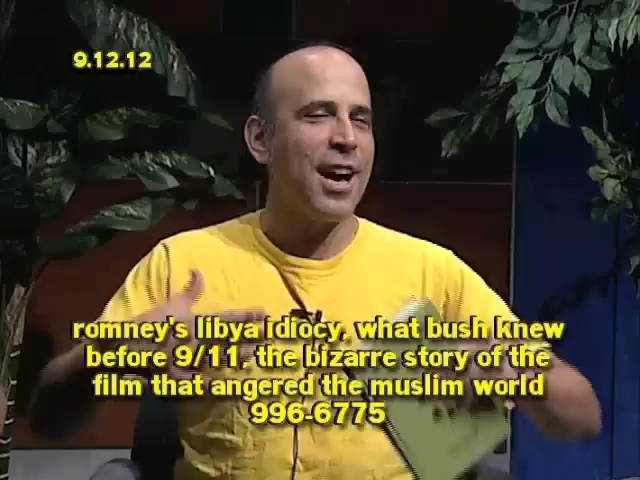 9.12.12
romney's libya idiocy, what bush knew
before 9/11, the bizarre story of the
film that angered the muslim world
996-6775